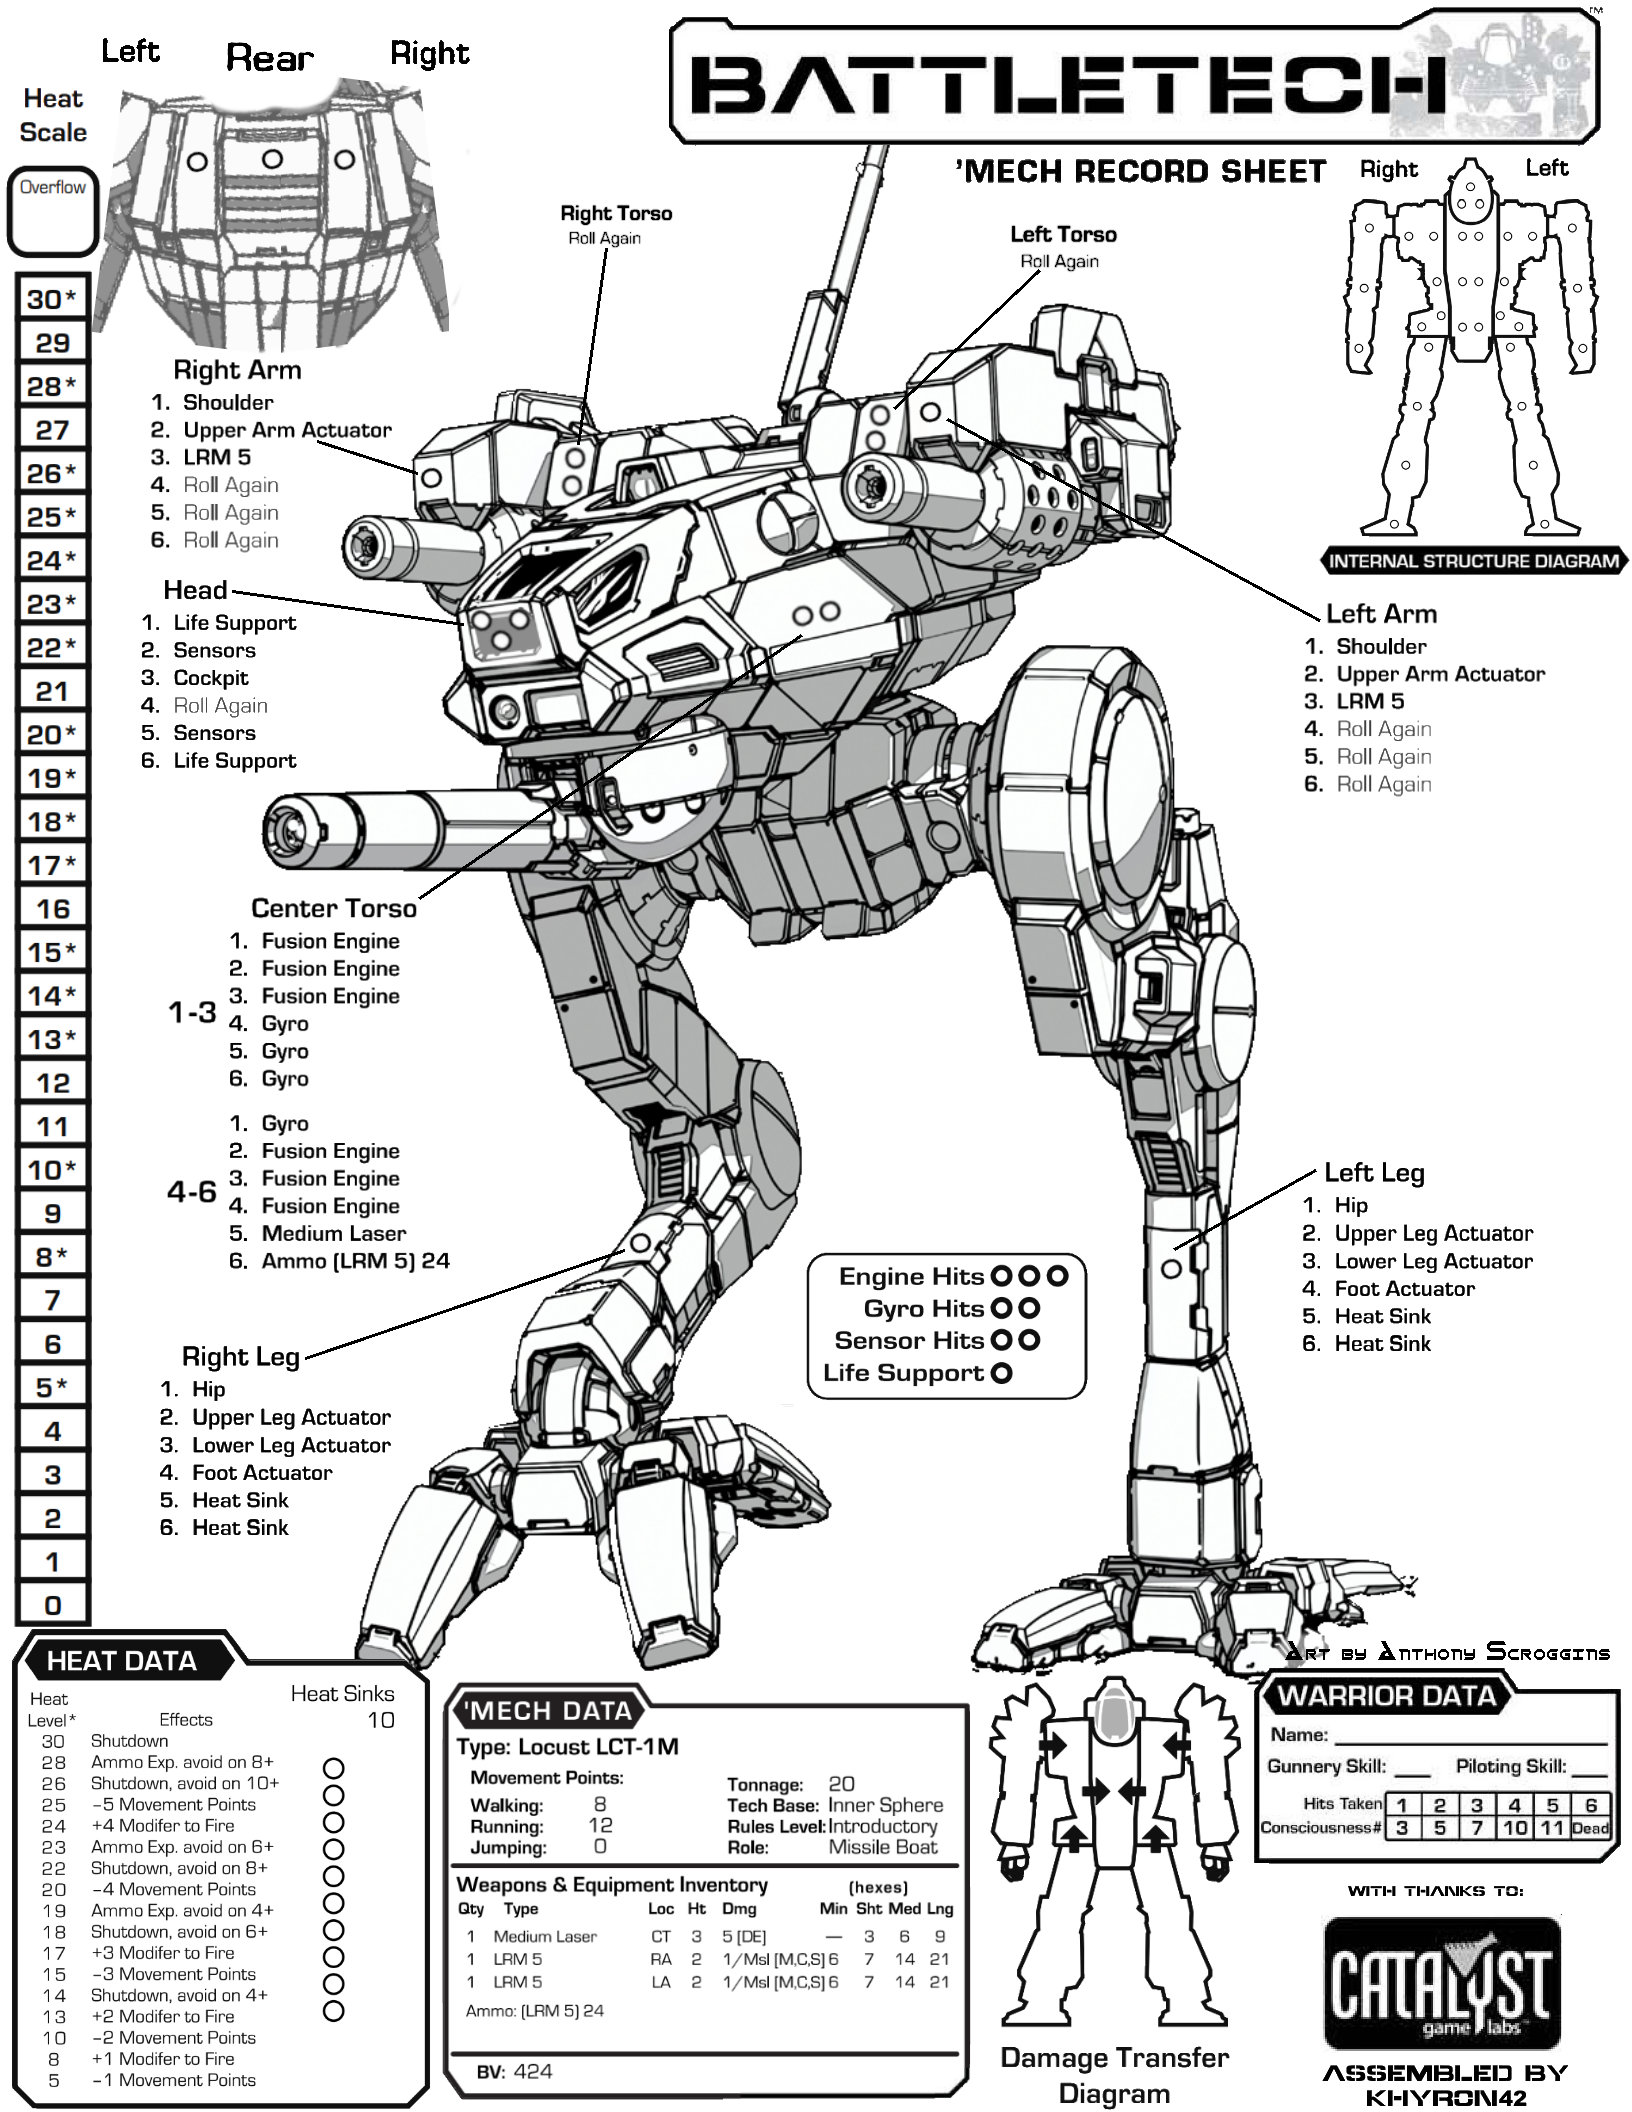 Left Rear Right
BATTLETECH™
'MECH RECORD SHEET
Heat
Scale
Overflow
30*
29
28*
27
26*
25*
24*
23*
22*
21
20*
19*
18*
17*
16
15*
14*
13*
12
11
10*
9
8*
7
6
5*
4
3
2
1
0
Right Torso
Roll Again
Left Torso
Roll Again
Right Left
INTERNAL STRUCTURE DIAGRAM
Right Arm
1. Shoulder
2. Upper Arm Actuator
3. LRM 5
4. Roll Again
5. Roll Again
6. Roll Again
Head
1. Life Support
2. Sensors
3. Cockpit
4. Roll Again
5. Sensors
6. Life Support
Left Arm
1. Shoulder
2. Upper Arm Actuator
3. LRM 5
4. Roll Again
5. Roll Again
6. Roll Again
Center Torso
1-3
1. Fusion Engine
2. Fusion Engine
3. Fusion Engine
4. Gyro
5. Gyro
6. Gyro
4-6
1. Gyro
2. Fusion Engine
3. Fusion Engine
4. Fusion Engine
5. Medium Laser
6. Ammo (LRM 5) 24
Right Leg
1. Hip
2. Upper Leg Actuator
3. Lower Leg Actuator
4. Foot Actuator
5. Heat Sink
6. Heat Sink
Engine Hits
Gyro Hits
Sensor Hits
Life Support
Left Leg
1. Hip
2. Upper Leg Actuator
3. Lower Leg Actuator
4. Foot Actuator
5. Heat Sink
6. Heat Sink
Art by Anthony Scroggins
HEAT DATA
Heat Sinks
10
Heat
Level* Effects
30 Shutdown
28 Ammo Exp. avoid on 8+
26 Shutdown, avoid on 10+
25 -5 Movement Points
24 +4 Modifer to Fire
23 Ammo Exp. avoid on 6+
22 Shutdown, avoid on 8+
20 -4 Movement Points
19 Ammo Exp. avoid on 4+
18 Shutdown, avoid on 6+
17 +3 Modifer to Fire
15 -3 Movement Points
14 Shutdown, avoid on 4+
13 +2 Modifer to Fire
10 -2 Movement Points
8 +1 Modifer to Fire
5 -1 Movement Points
'MECH DATA
Type: Locust LCT-1M
Movement Points:
Walking: 8
Running: 12
Jumping: 0
Tonnage: 20
Tech Base: Inner Sphere
Rules Level: Introductory
Role: Missile Boat
Weapons & Equipment Inventory (hexes)
Qty Type Loc Ht Dmg Min Sht Med Lng
1 Medium Laser CT 3 5 [DE] — 3 6 9
1 LRM 5 RA 2 1/Msl [M,C,S] 6 7 14 21
1 LRM 5 LA 2 1/Msl [M,C,S] 6 7 14 21
Ammo: (LRM 5) 24
BV: 424
Damage Transfer
Diagram
WARRIOR DATA
Name:
Gunnery Skill: Piloting Skill:
Hits Taken 1 2 3 4 5 6
Consciousness# 3 5 7 10 11 Dead
WITH THANKS TO:
CATALYST
game labs™
ASSEMBLED BY
KHYRON42